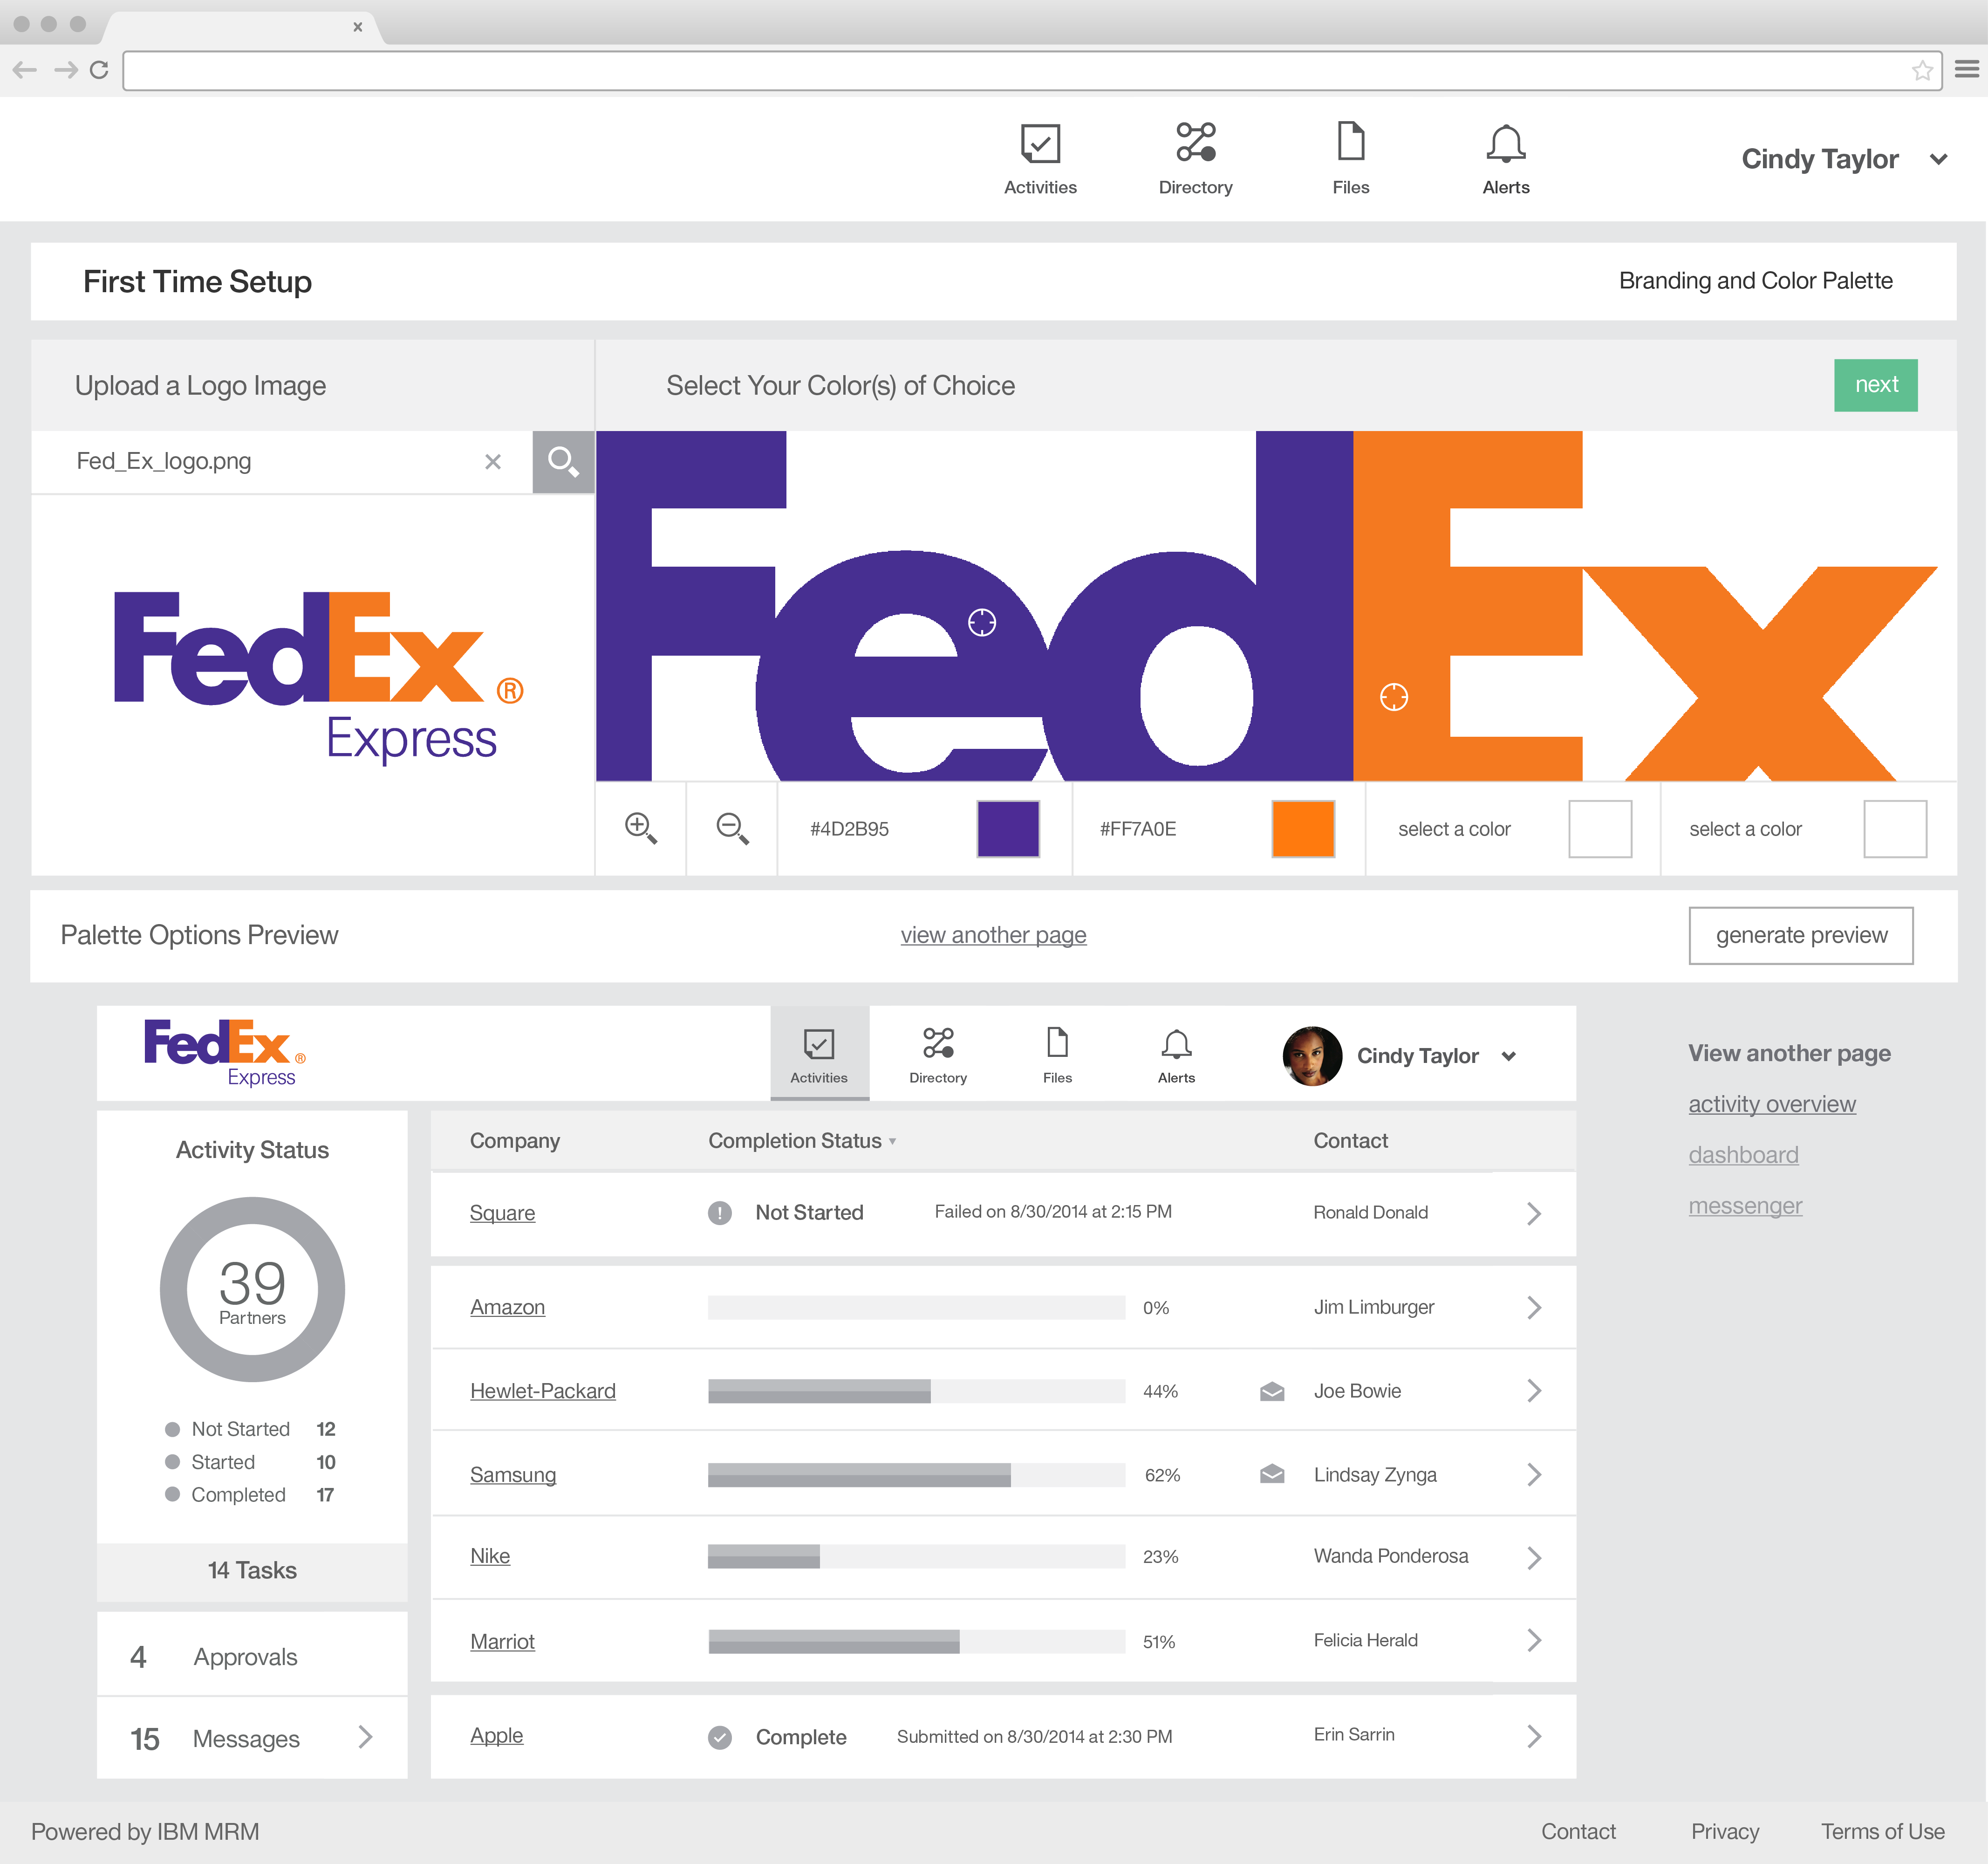 Activities
Directory
Files
Alerts
Cindy Taylor
First Time Setup
Branding and Color Palette
Upload a Logo Image
Select Your Color(s) of Choice
next
Fed_Ex_logo.png
FedEx
FedEx ®
Express
#4D2B95
#FF7A0E
select a color
select a color
Palette Options Preview
view another page
generate preview
FedEx ®
Express
Activities
Directory
Files
Alerts
Cindy Taylor
View another page
activity overview
dashboard
messenger
Activity Status
39
Partners
Not Started 12
Started 10
Completed 17
14 Tasks
4 Approvals
15 Messages
Company Completion Status Contact
Square Not Started Failed on 8/30/2014 at 2:15 PM Ronald Donald
Amazon 0% Jim Limburger
Hewlet-Packard 44% Joe Bowie
Samsung 62% Lindsay Zynga
Nike 23% Wanda Ponderosa
Marriot 51% Felicia Herald
Apple Complete Submitted on 8/30/2014 at 2:30 PM Erin Sarrin
Powered by IBM MRM
Contact
Privacy
Terms of Use